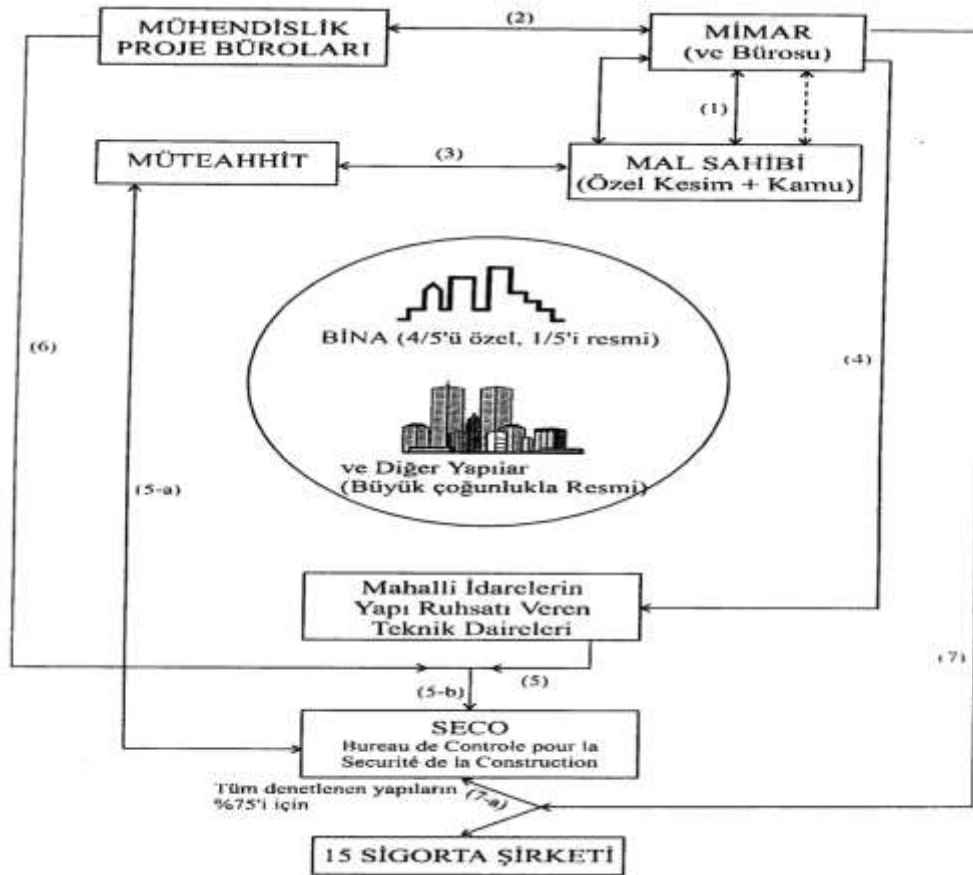 (2)
MÜHENDİSLİK
PROJE BÜROLARI
MİMAR
(ve Bürosu)
(1)
MÜTEAHHİT
(3)
MAL SAHİBİ
(Özel Kesim + Kamu)
BİNA (4/5'ü özel, 1/5'i resmi)
(6)
(4)
ve Diğer Yapılar
(Büyük çoğunlukla Resmi)
(5-a)
Mahalli İdarelerin
Yapı Ruhsatı Veren
Teknik Daireleri
(7)
(5)
(5-b)
SECO
Bureau de Controle pour la
Securité de la Construction
Tüm denetlenen yapıların
%75'i için
(7-a)
15 SİGORTA ŞİRKETİ